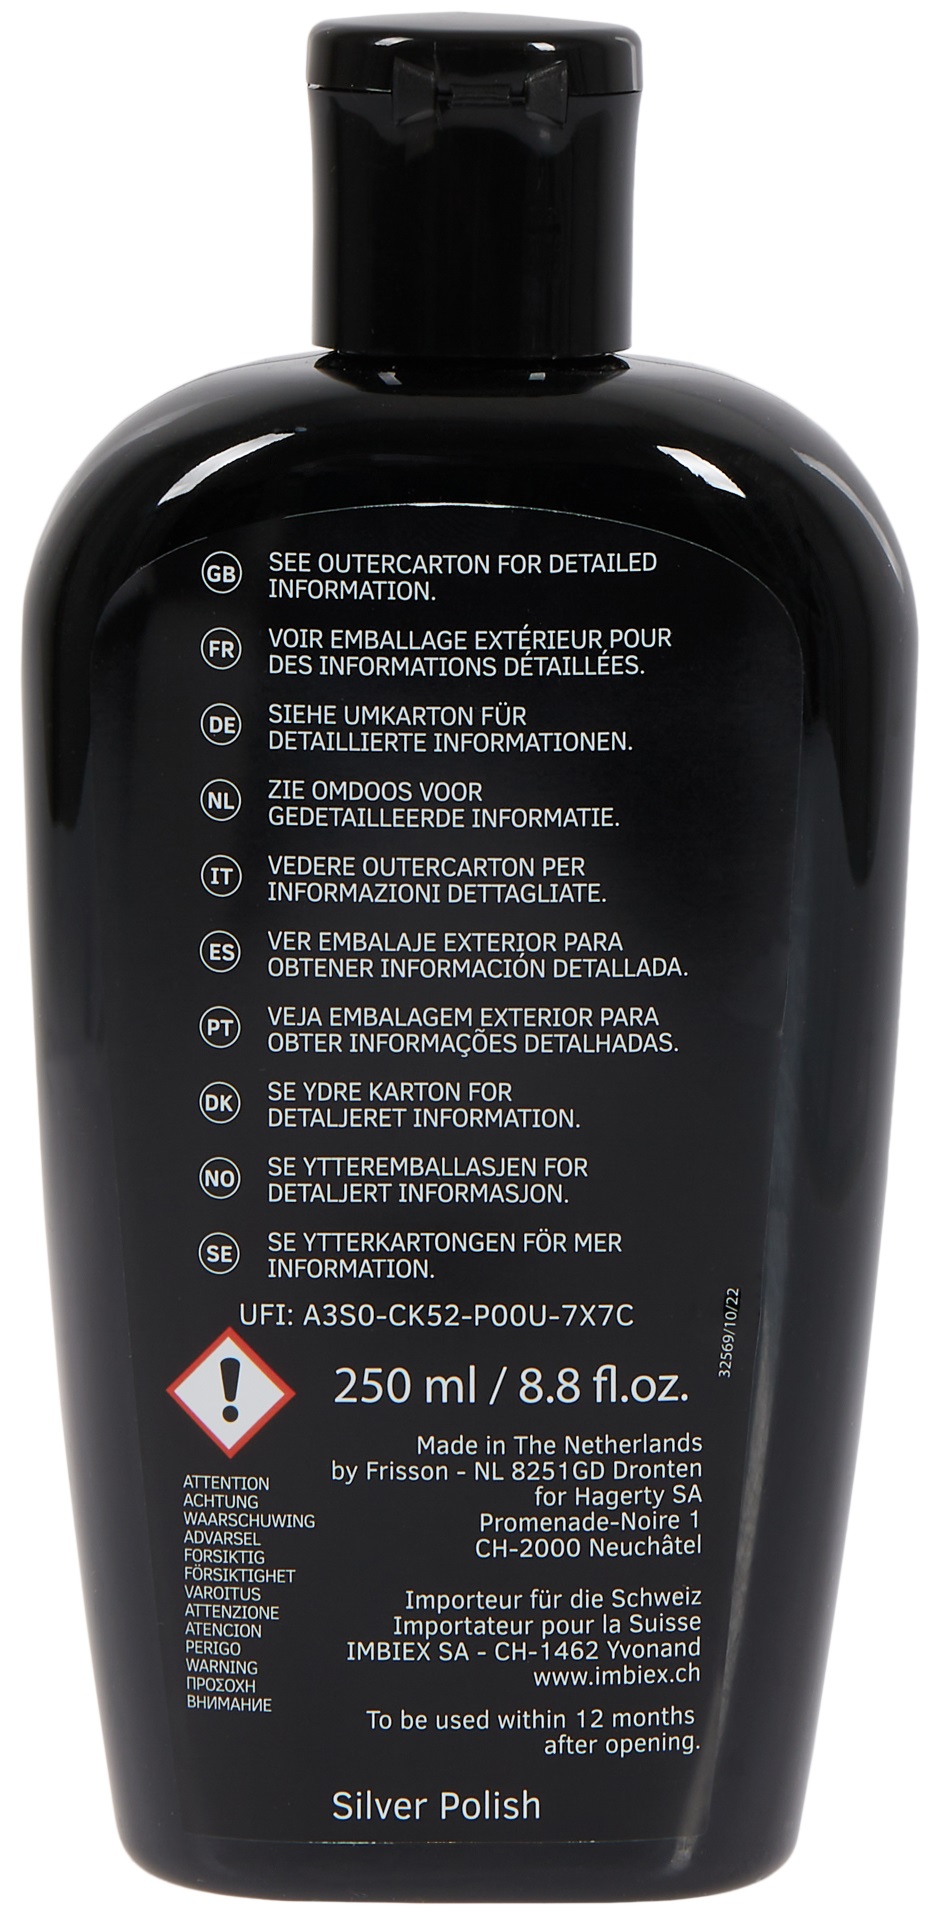 GB SEE OUTERCARTON FOR DETAILED
INFORMATION.
FR VOIR EMBALLAGE EXTÉRIEUR POUR
DES INFORMATIONS DÉTAILLÉES.
DE SIEHE UMKARTON FÜR
DETAILLIERTE INFORMATIONEN.
NL ZIE OMDOOS VOOR
GEDETAILLEERDE INFORMATIE.
IT VEDERE OUTERCARTON PER
INFORMAZIONI DETTAGLIATE.
ES VER EMBALAJE EXTERIOR PARA
OBTENER INFORMACIÓN DETALLADA.
PT VEJA EMBALAGEM EXTERIOR PARA
OBTER INFORMAÇÕES DETALHADAS.
DK SE YDRE KARTON FOR
DETALJERET INFORMATION.
NO SE YTTEREMBALLASJEN FOR
DETALJERT INFORMASJON.
SE SE YTTERKARTONGEN FÖR MER
INFORMATION.
UFI: A3S0-CK52-P00U-7X7C
32569/10/22
250 ml / 8.8 fl.oz.
ATTENTION
ACHTUNG
WAARSCHUWING
ADVARSEL
FORSIKTIG
FÖRSIKTIGHET
VAROITUS
ATTENZIONE
ATENCION
PERIGO
WARNING
ΠΡΟΣΟΧΗ
ВНИМАНИЕ
Made in The Netherlands
by Frisson - NL 8251GD Dronten
for Hagerty SA
Promenade-Noire 1
CH-2000 Neuchâtel
Importeur für die Schweiz
Importateur pour la Suisse
IMBIEX SA - CH-1462 Yvonand
www.imbiex.ch
To be used within 12 months
after opening.
Silver Polish